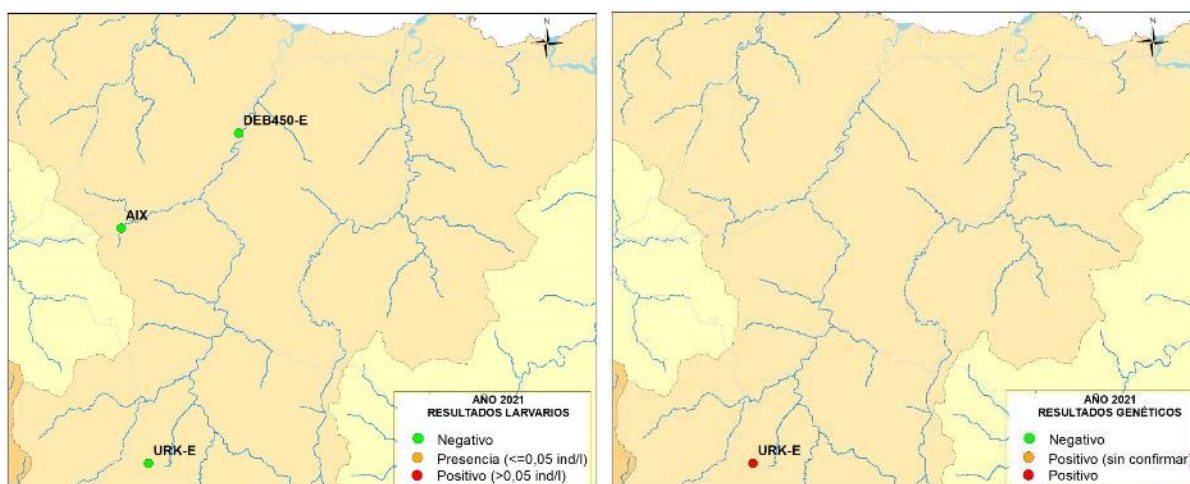 N
DEB450-E
AIX
URK-E
AÑO 2021
RESULTADOS LARVARIOS
Negativo
Presencia (<=0,05 ind/l)
Positivo (>0,05 ind/l)
N
URK-E
AÑO 2021
RESULTADOS GENÉTICOS
Negativo
Positivo (sin confirmar)
Positivo